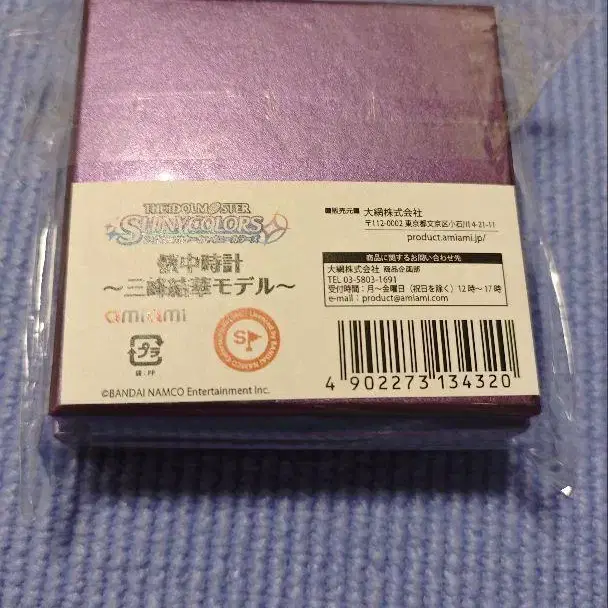 THE IDOLM@STER
SHINYCOLORS
懐中時計
～三峰結華モデル～
amiami
プラ
袋:PP
S
©BANDAI NAMCO Entertainment Inc.
■販売元■ 大網株式会社
〒112-0002 東京都文京区小石川4-21-11
product.amiami.jp/
商品に関するお問い合わせ先
大網株式会社 商品企画部
TEL 03-5803-1691
受付時間：月～金曜日（祝日を除く）12時～17時
e-mail：product@amiami.com
4 902273 134320